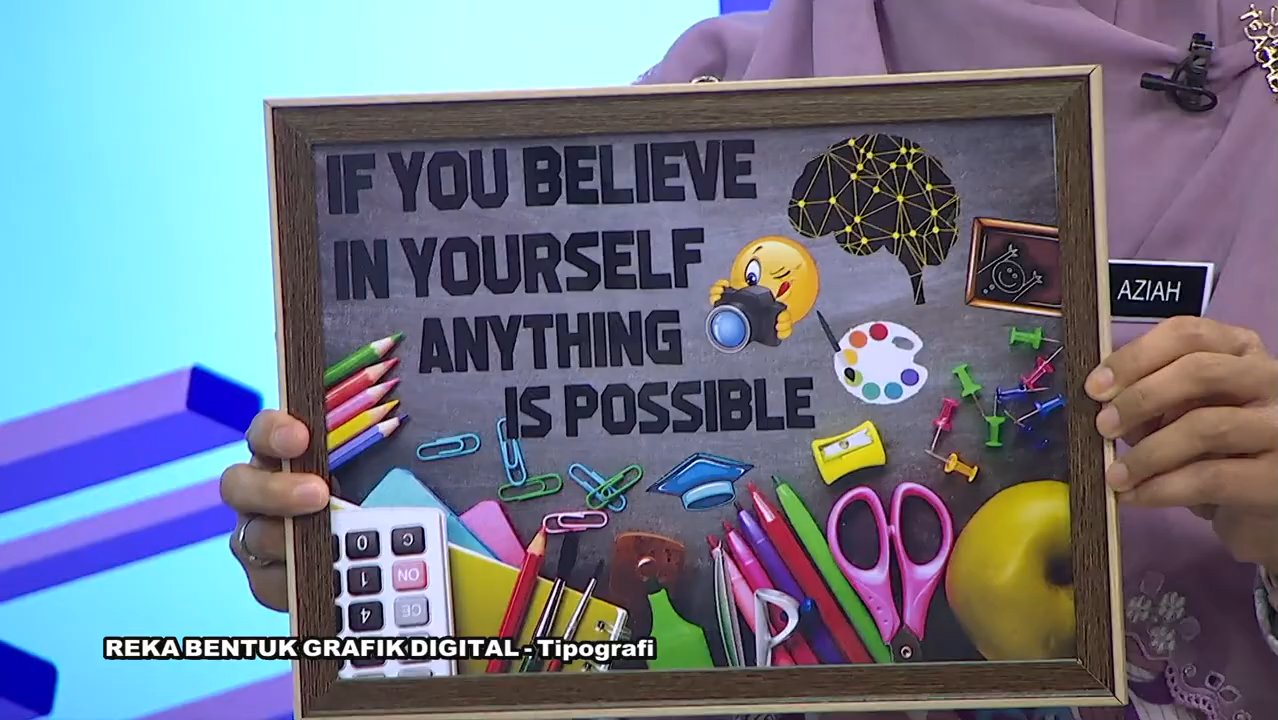 IF YOU BELIEVE
IN YOURSELF
ANYTHING
IS POSSIBLE
AZIAH
0
C
1
ON
4
CE
REKA BENTUK GRAFIK DIGITAL - Tipografi